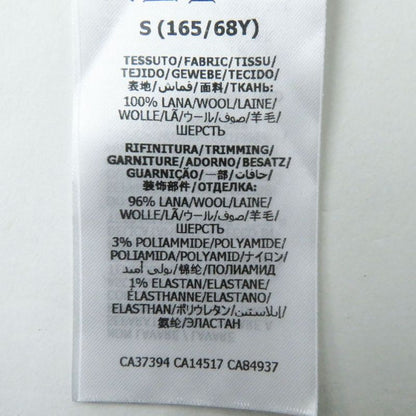 S (165/68Y)
TESSUTO/FABRIC/TISSU/
TEJIDO/GEWEBE/TECIDO/
表地/قماش/面料/ТКАНЬ:
100% LANA/WOOL/LAINE/
WOLLE/LÃ/ウール/صوف/羊毛/
ШЕРСТЬ
RIFINITURA/TRIMMING/
GARNITURE/ADORNO/BESATZ/
GUARNIÇÃO/一部/حافات/
装饰部件/ОТДЕЛКА:
96% LANA/WOOL/LAINE/
WOLLE/LÃ/ウール/صوف/羊毛/
ШЕРСТЬ
3% POLIAMMIDE/POLYAMIDE/
POLIAMIDA/POLYAMID/ナイロン/
بولي أميد/锦纶/ПОЛИАМИД
1% ELASTAN/ELASTANE/
ÉLASTHANNE/ELASTANO/
ELASTHAN/ポリウレタン/إيلاستين/
氨纶/ЭЛАСТАН
CA37394 CA14517 CA84937